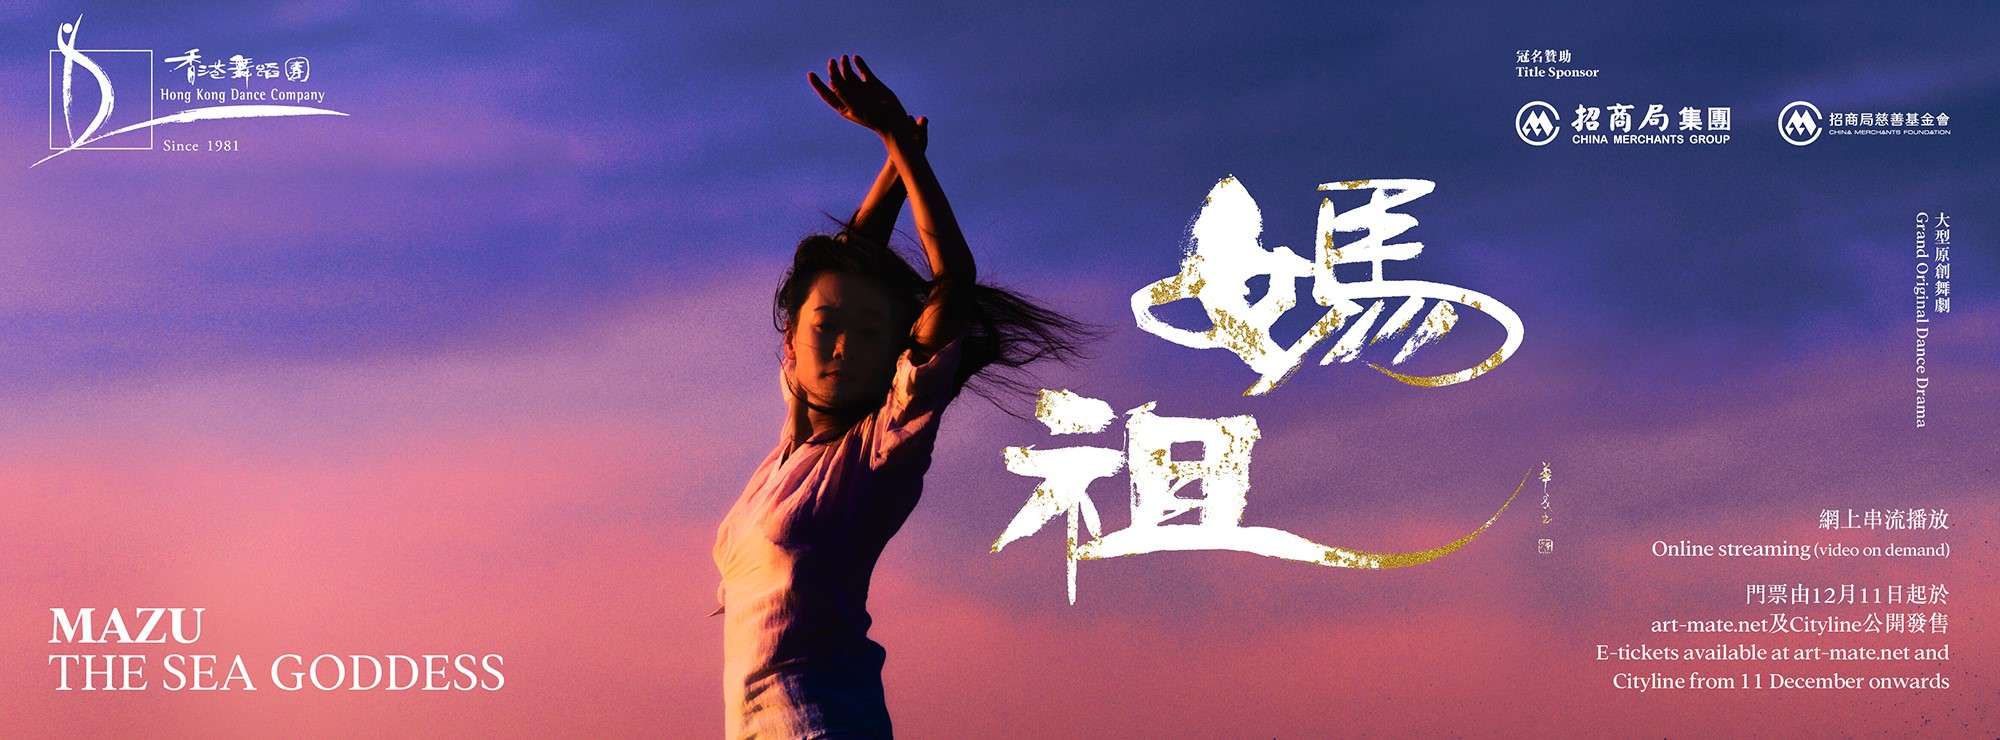 香港舞蹈團
Hong Kong Dance Company
Since 1981
冠名贊助
Title Sponsor
招商局集團
CHINA MERCHANTS GROUP
招商局慈善基金會
CHINA MERCHANTS FOUNDATION
媽祖
大型原創舞劇
Grand Original Dance Drama
MAZU
THE SEA GODDESS
網上串流播放
Online streaming (video on demand)
門票由12月11日起於
art-mate.net及Cityline公開發售
E-tickets available at art-mate.net and
Cityline from 11 December onwards